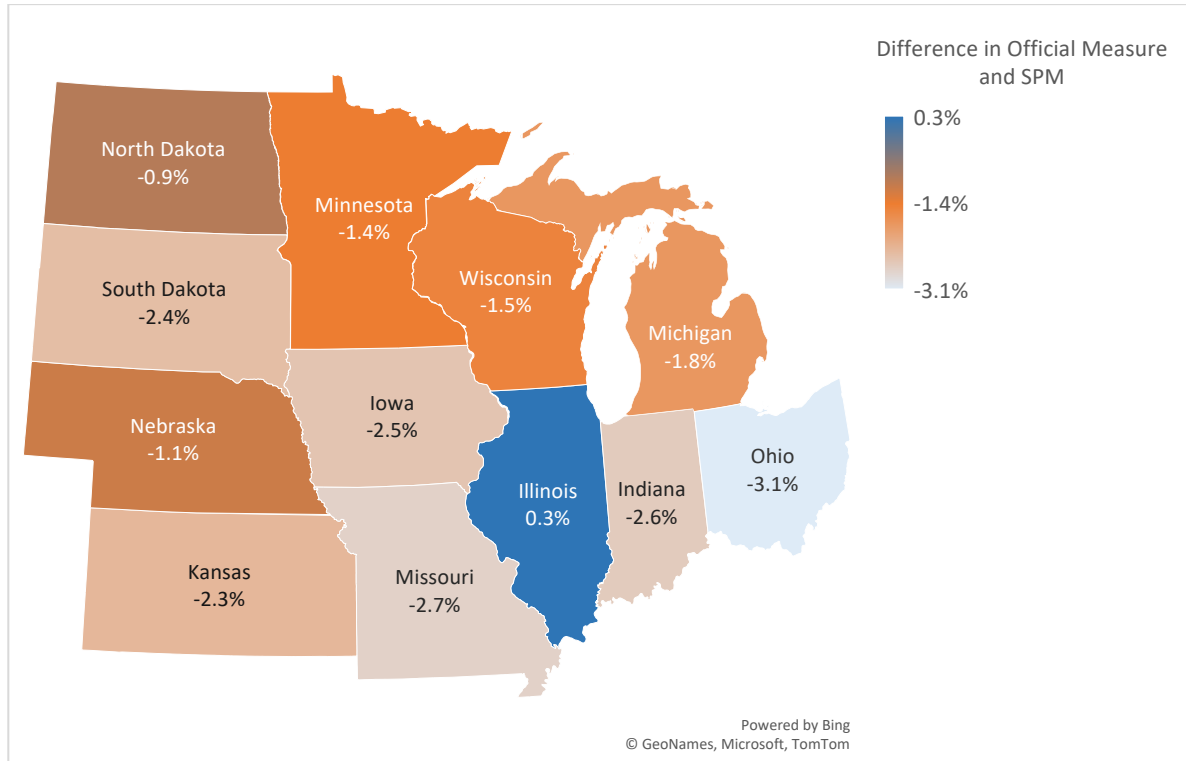 Difference in Official Measure
and SPM
0.3%
-1.4%
-3.1%
North Dakota
-0.9%
Minnesota
-1.4%
Wisconsin
-1.5%
South Dakota
-2.4%
Michigan
-1.8%
Iowa
-2.5%
Nebraska
-1.1%
Ohio
-3.1%
Illinois
0.3%
Indiana
-2.6%
Kansas
-2.3%
Missouri
-2.7%
Powered by Bing
© GeoNames, Microsoft, TomTom